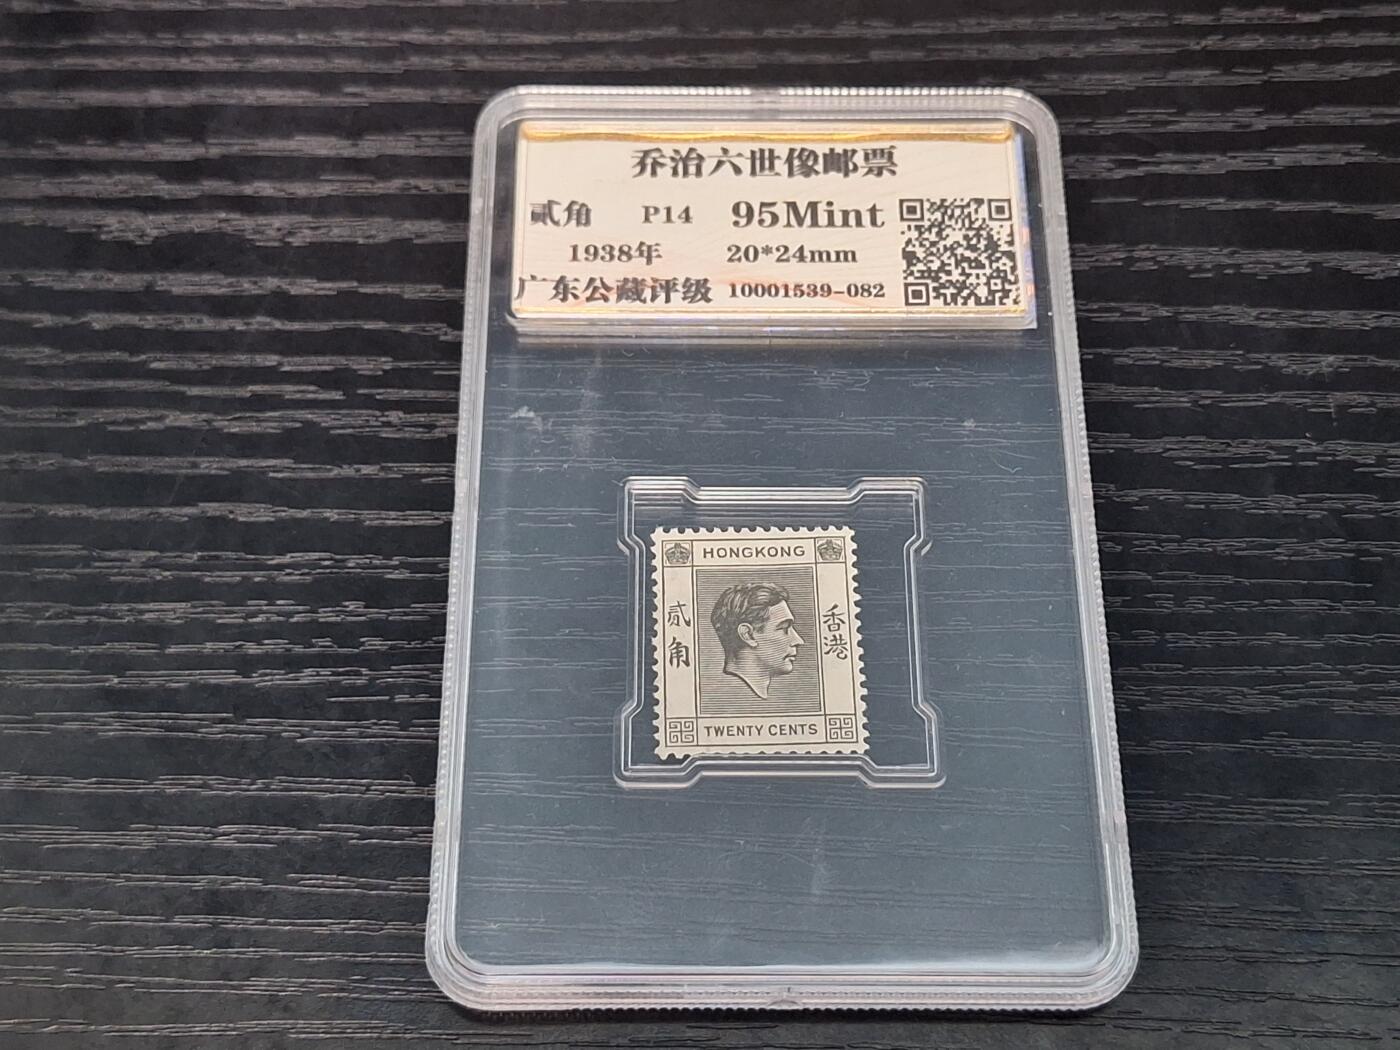 乔治六世像邮票
贰角 P14 95Mint
1938年 20*24mm
广东公藏评级 10001539-082
HONGKONG
贰角
香港
TWENTY CENTS